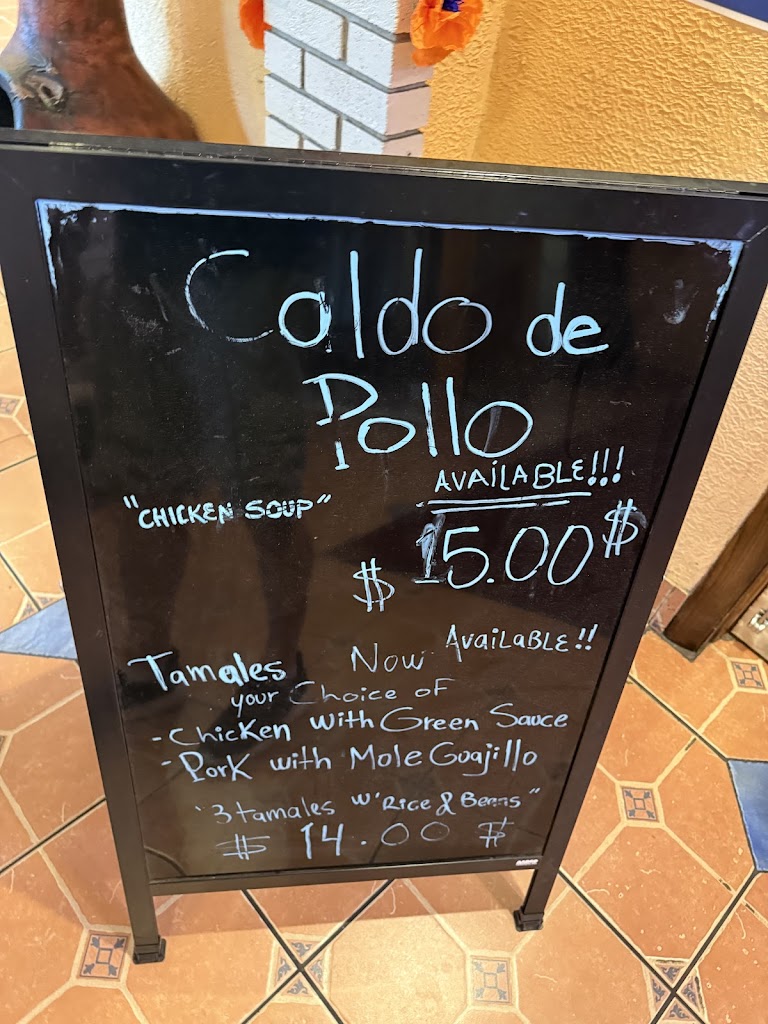 Caldo de
Pollo
AVAiLABLE!!!
"CHICKEN SOUP"
$ 15.00 $
Tamales Now AvaiLaBLE!!
your Choice of
- Chicken with Green Sauce
- Pork with Mole Guajillo
"3 tamales w' Rice & Beans"
$ 14.00 $